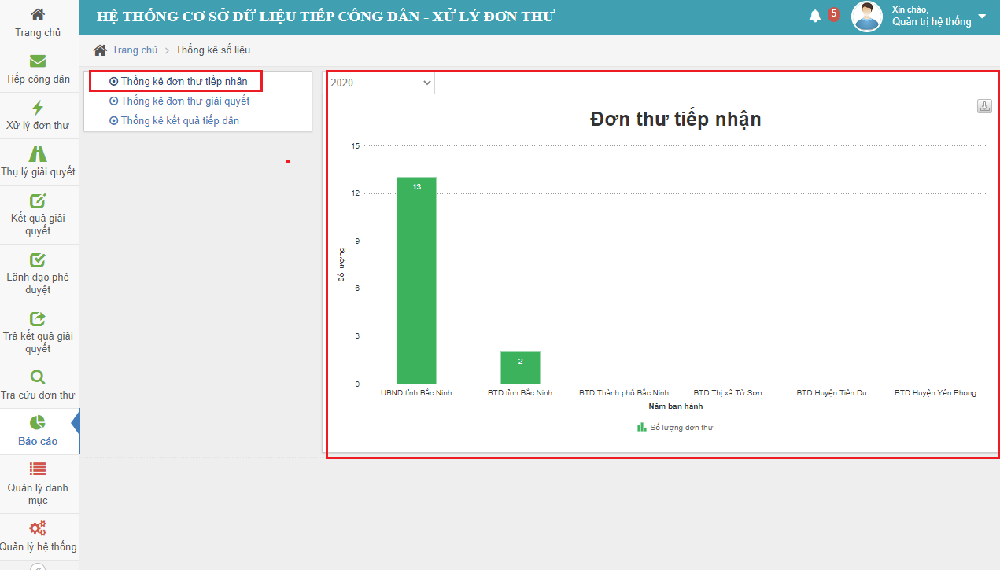 HỆ THỐNG CƠ SỞ DỮ LIỆU TIẾP CÔNG DÂN - XỬ LÝ ĐƠN THƯ
5
Xin chào,
Quản trị hệ thống
Trang chủ
Tiếp công dân
Xử lý đơn thư
Thụ lý giải quyết
Kết quả giải
quyết
Lãnh đạo phê
duyệt
Trả kết quả giải
quyết
Tra cứu đơn thư
Báo cáo
Quản lý danh
mục
Quản lý hệ thống
Trang chủ > Thống kê số liệu
Thống kê đơn thư tiếp nhận
Thống kê đơn thư giải quyết
Thống kê kết quả tiếp dân
2020
Đơn thư tiếp nhận
Số lượng
15
12
9
6
3
0
13
2
UBND tỉnh Bắc Ninh
BTD tỉnh Bắc Ninh
BTD Thành phố Bắc Ninh
BTD Thị xã Từ Sơn
BTD Huyện Tiên Du
BTD Huyện Yên Phong
Năm ban hành
Số lượng đơn thư